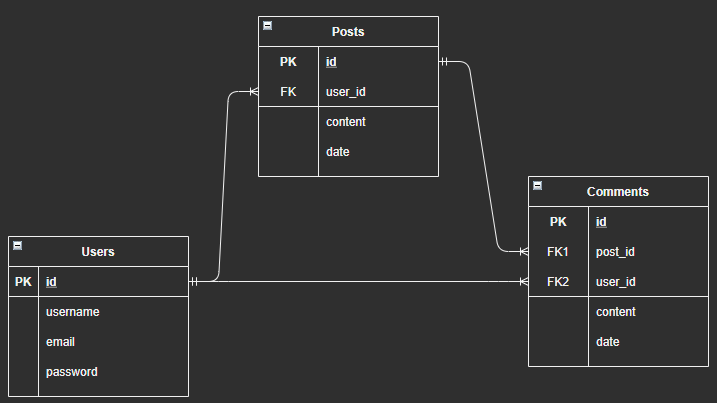 Posts
PK id
FK user_id
content
date
Comments
PK id
FK1 post_id
FK2 user_id
content
date
Users
PK id
username
email
password